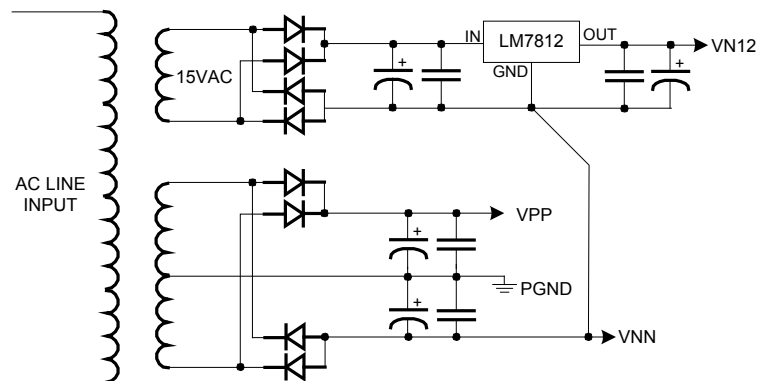 IN
LM7812
OUT
VN12
+
+
GND
15VAC
AC LINE
INPUT
VPP
+
PGND
+
VNN